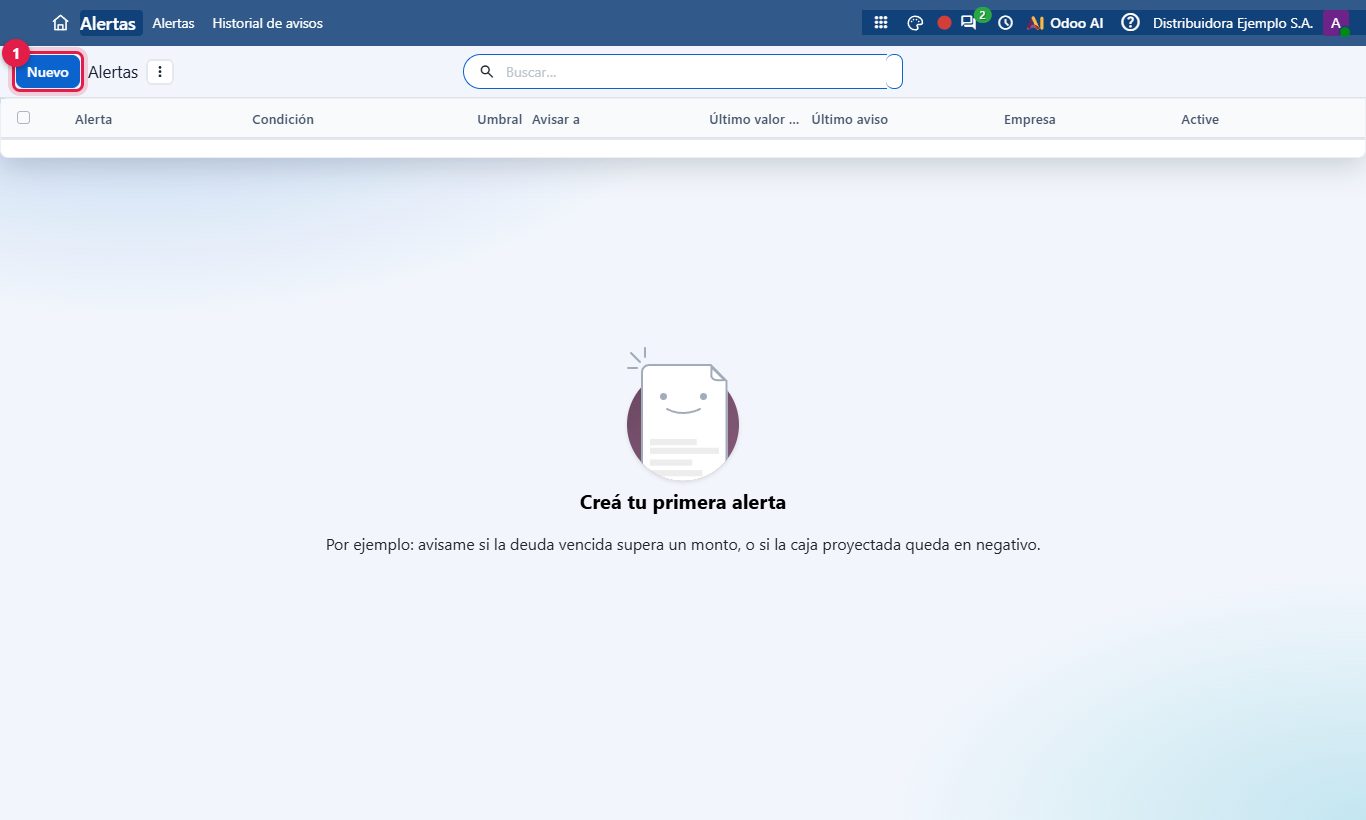 Alertas Alertas Historial de avisos 2 Odoo AI Distribuidora Ejemplo S.A. A
1
Nuevo Alertas Buscar...
Alerta Condición Umbral Avisar a Último valor ... Último aviso Empresa Active
Creá tu primera alerta
Por ejemplo: avisame si la deuda vencida supera un monto, o si la caja proyectada queda en negativo.